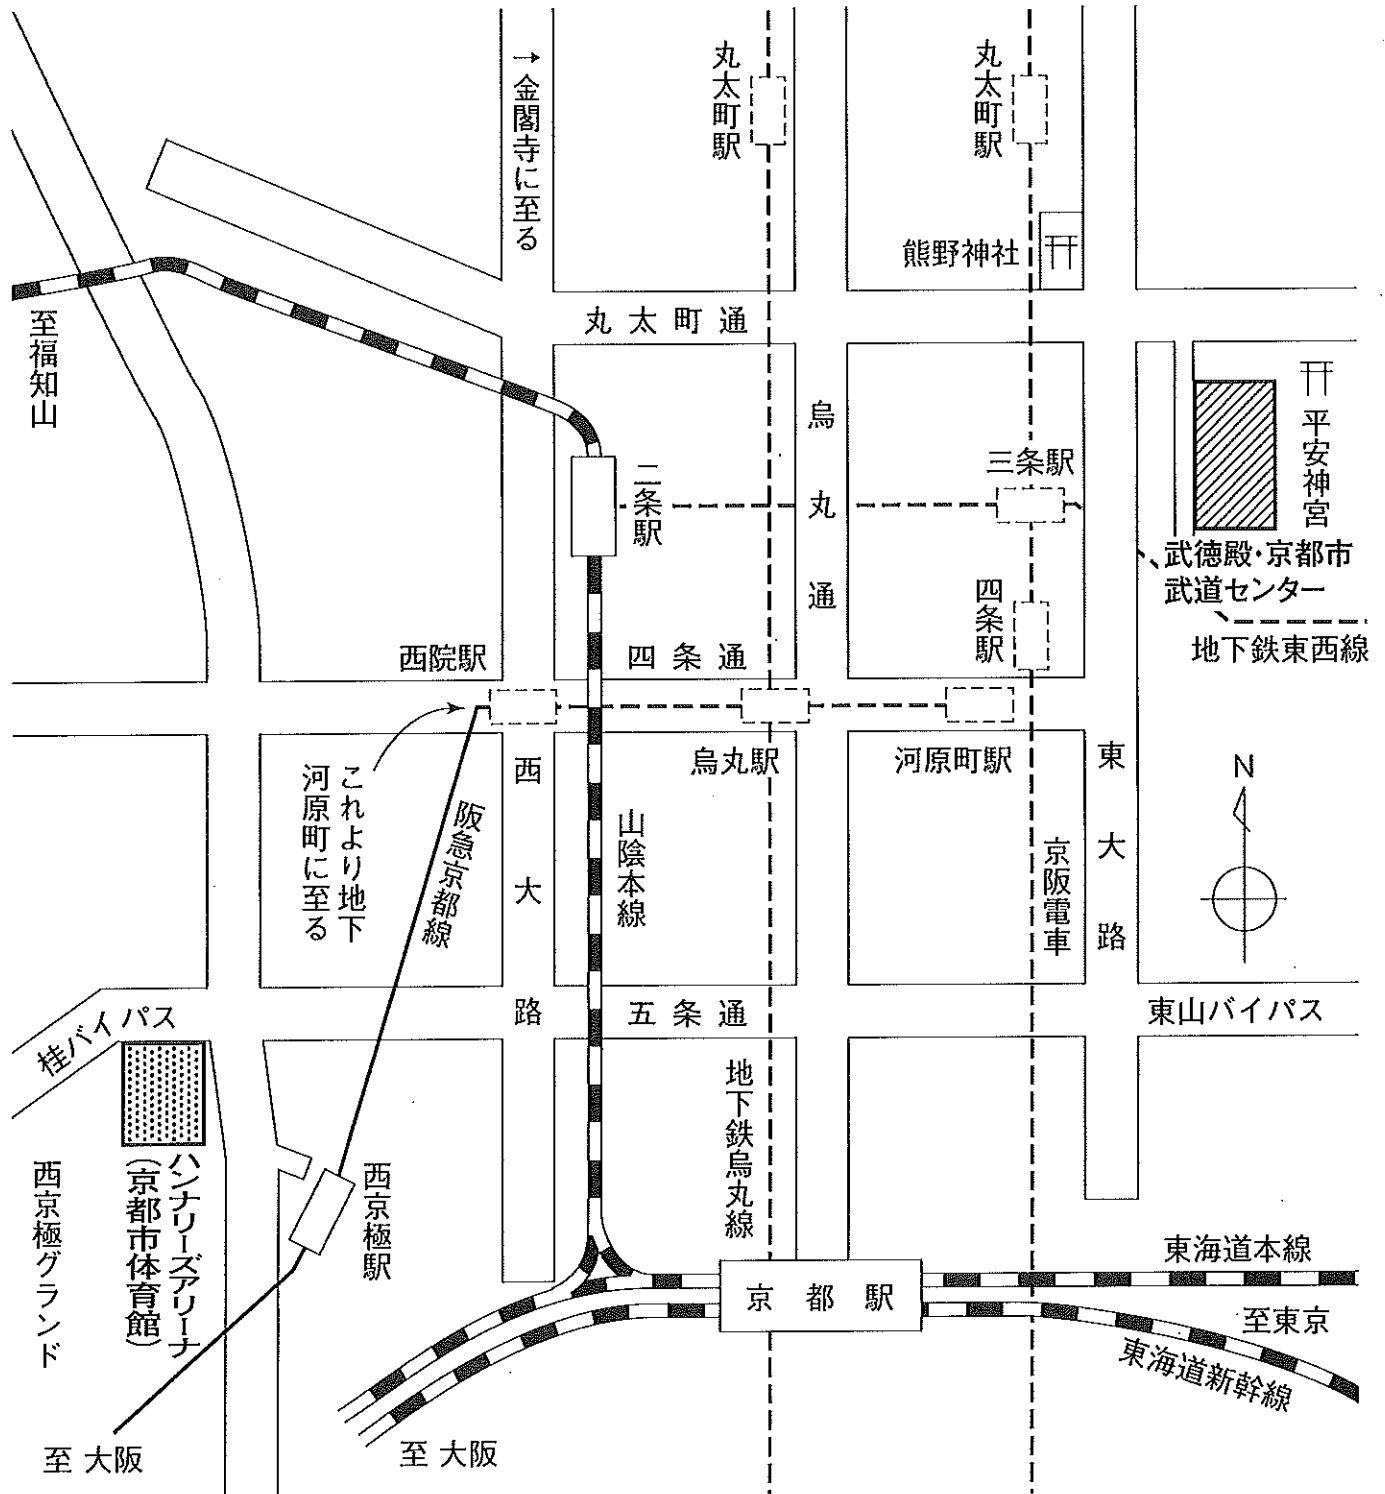 →金閣寺に至る
丸太町駅
丸太町駅
熊野神社
至福知山
丸太町通
烏丸通
二条駅
三条駅
平安神宮
武徳殿・京都市
武道センター
四条駅
地下鉄東西線
西院駅
四条通
烏丸駅
河原町駅
これより地下
河原町に至る
阪急京都線
西大路
山陰本線
京阪電車
東大路
N
桂バイパス
五条通
東山バイパス
地下鉄烏丸線
ハンナリーズアリーナ
(京都市体育館)
西京極グランド
西京極駅
京都駅
東海道本線
至東京
東海道新幹線
至 大阪
至 大阪